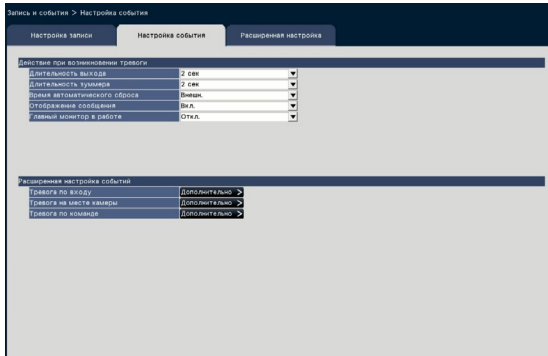 Запись и события > Настройка события
Настройка записи Настройка события Расширенная настройка
Действие при возникновении тревоги
Длительность выхода 2 сек
Длительность зуммера 2 сек
Время автоматического сброса Внешн.
Отображение сообщения Вкл.
Главный монитор в работе Откл.
Расширенная настройка событий
Тревога по входу Дополнительно >
Тревога на месте камеры Дополнительно >
Тревога по команде Дополнительно >